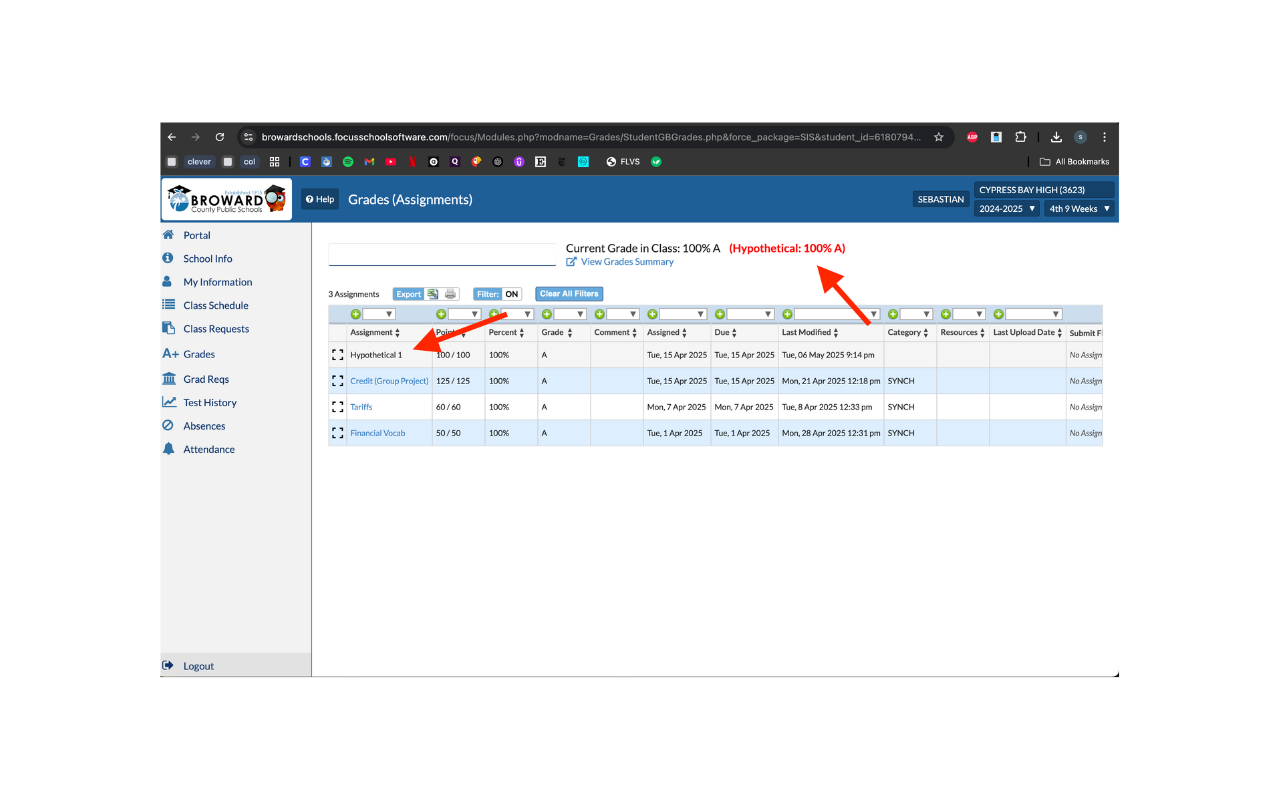 browardschools.focusschoolsoftware.com/focus/Modules.php?modname=Grades/StudentGBGrades.php&force_package=SIS&student_id=6180794...
clever col FLVS All Bookmarks
Established 1915
BROWARD
County Public Schools
Help
Grades (Assignments)
SEBASTIAN
CYPRESS BAY HIGH (3623)
2024-2025 4th 9 Weeks
Portal
School Info
My Information
Class Schedule
Class Requests
A+ Grades
Grad Reqs
Test History
Absences
Attendance
Logout
Current Grade in Class: 100% A (Hypothetical: 100% A)
View Grades Summary
3 Assignments Export Filter: ON Clear All Filters
Assignment Points Percent Grade Comment Assigned Due Last Modified Category Resources Last Upload Date Submit F
Hypothetical 1 100 / 100 100% A Tue, 15 Apr 2025 Tue, 15 Apr 2025 Tue, 06 May 2025 9:14 pm No Assign
Credit (Group Project) 125 / 125 100% A Tue, 15 Apr 2025 Tue, 15 Apr 2025 Mon, 21 Apr 2025 12:18 pm SYNCH No Assign
Tariffs 60 / 60 100% A Mon, 7 Apr 2025 Mon, 7 Apr 2025 Tue, 8 Apr 2025 12:33 pm SYNCH No Assign
Financial Vocab 50 / 50 100% A Tue, 1 Apr 2025 Tue, 1 Apr 2025 Mon, 28 Apr 2025 12:31 pm SYNCH No Assign